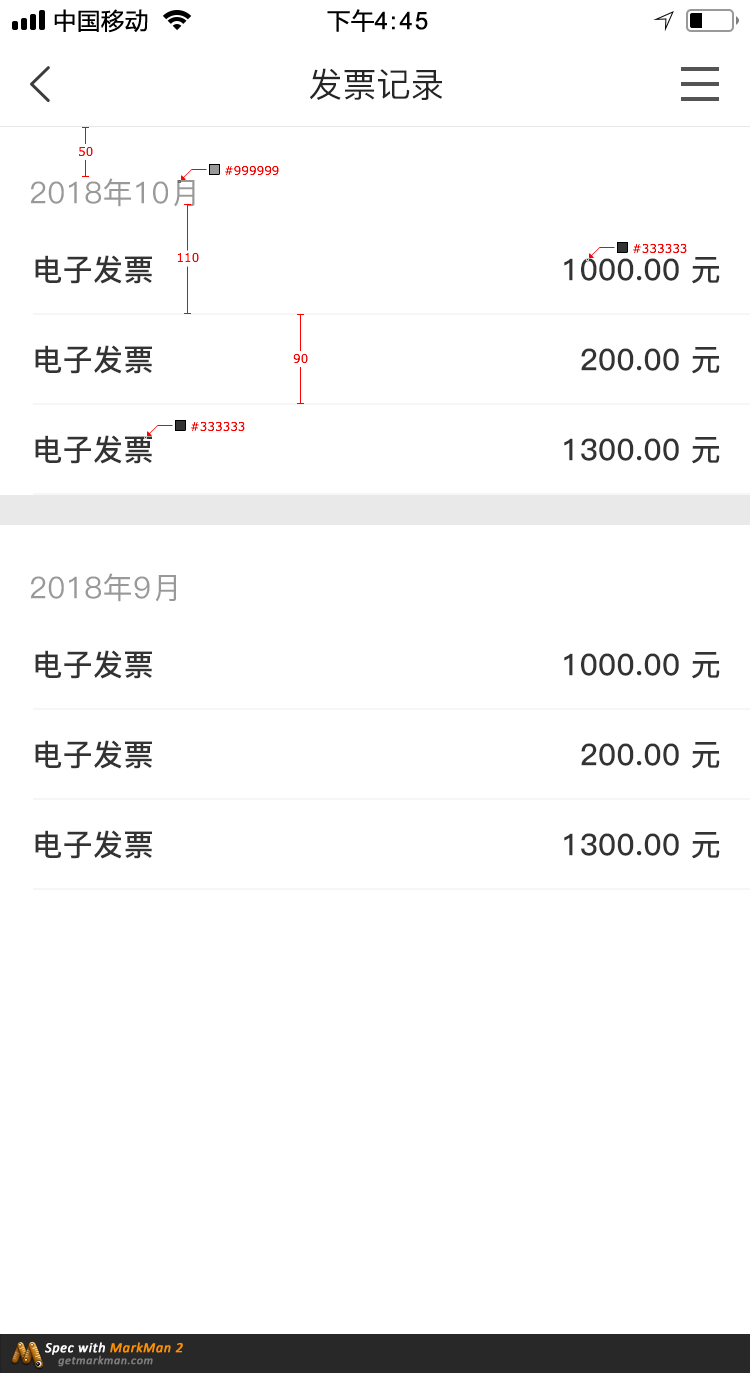 中国移动 下午4:45
发票记录
50
#999999
2018年10月
110
#333333
电子发票 1000.00 元
90
电子发票 200.00 元
#333333
电子发票 1300.00 元
2018年9月
电子发票 1000.00 元
电子发票 200.00 元
电子发票 1300.00 元
Spec with MarkMan 2
getmarkman.com